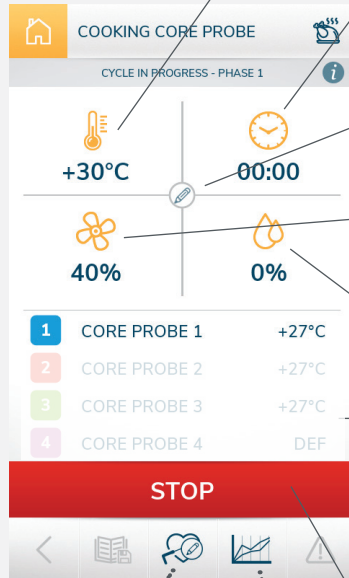 COOKING CORE PROBE
CYCLE IN PROGRESS - PHASE 1
i
+30°C
00:00
40%
0%
1 CORE PROBE 1 +27°C
2 CORE PROBE 2 +27°C
3 CORE PROBE 3 +27°C
4 CORE PROBE 4 DEF
STOP